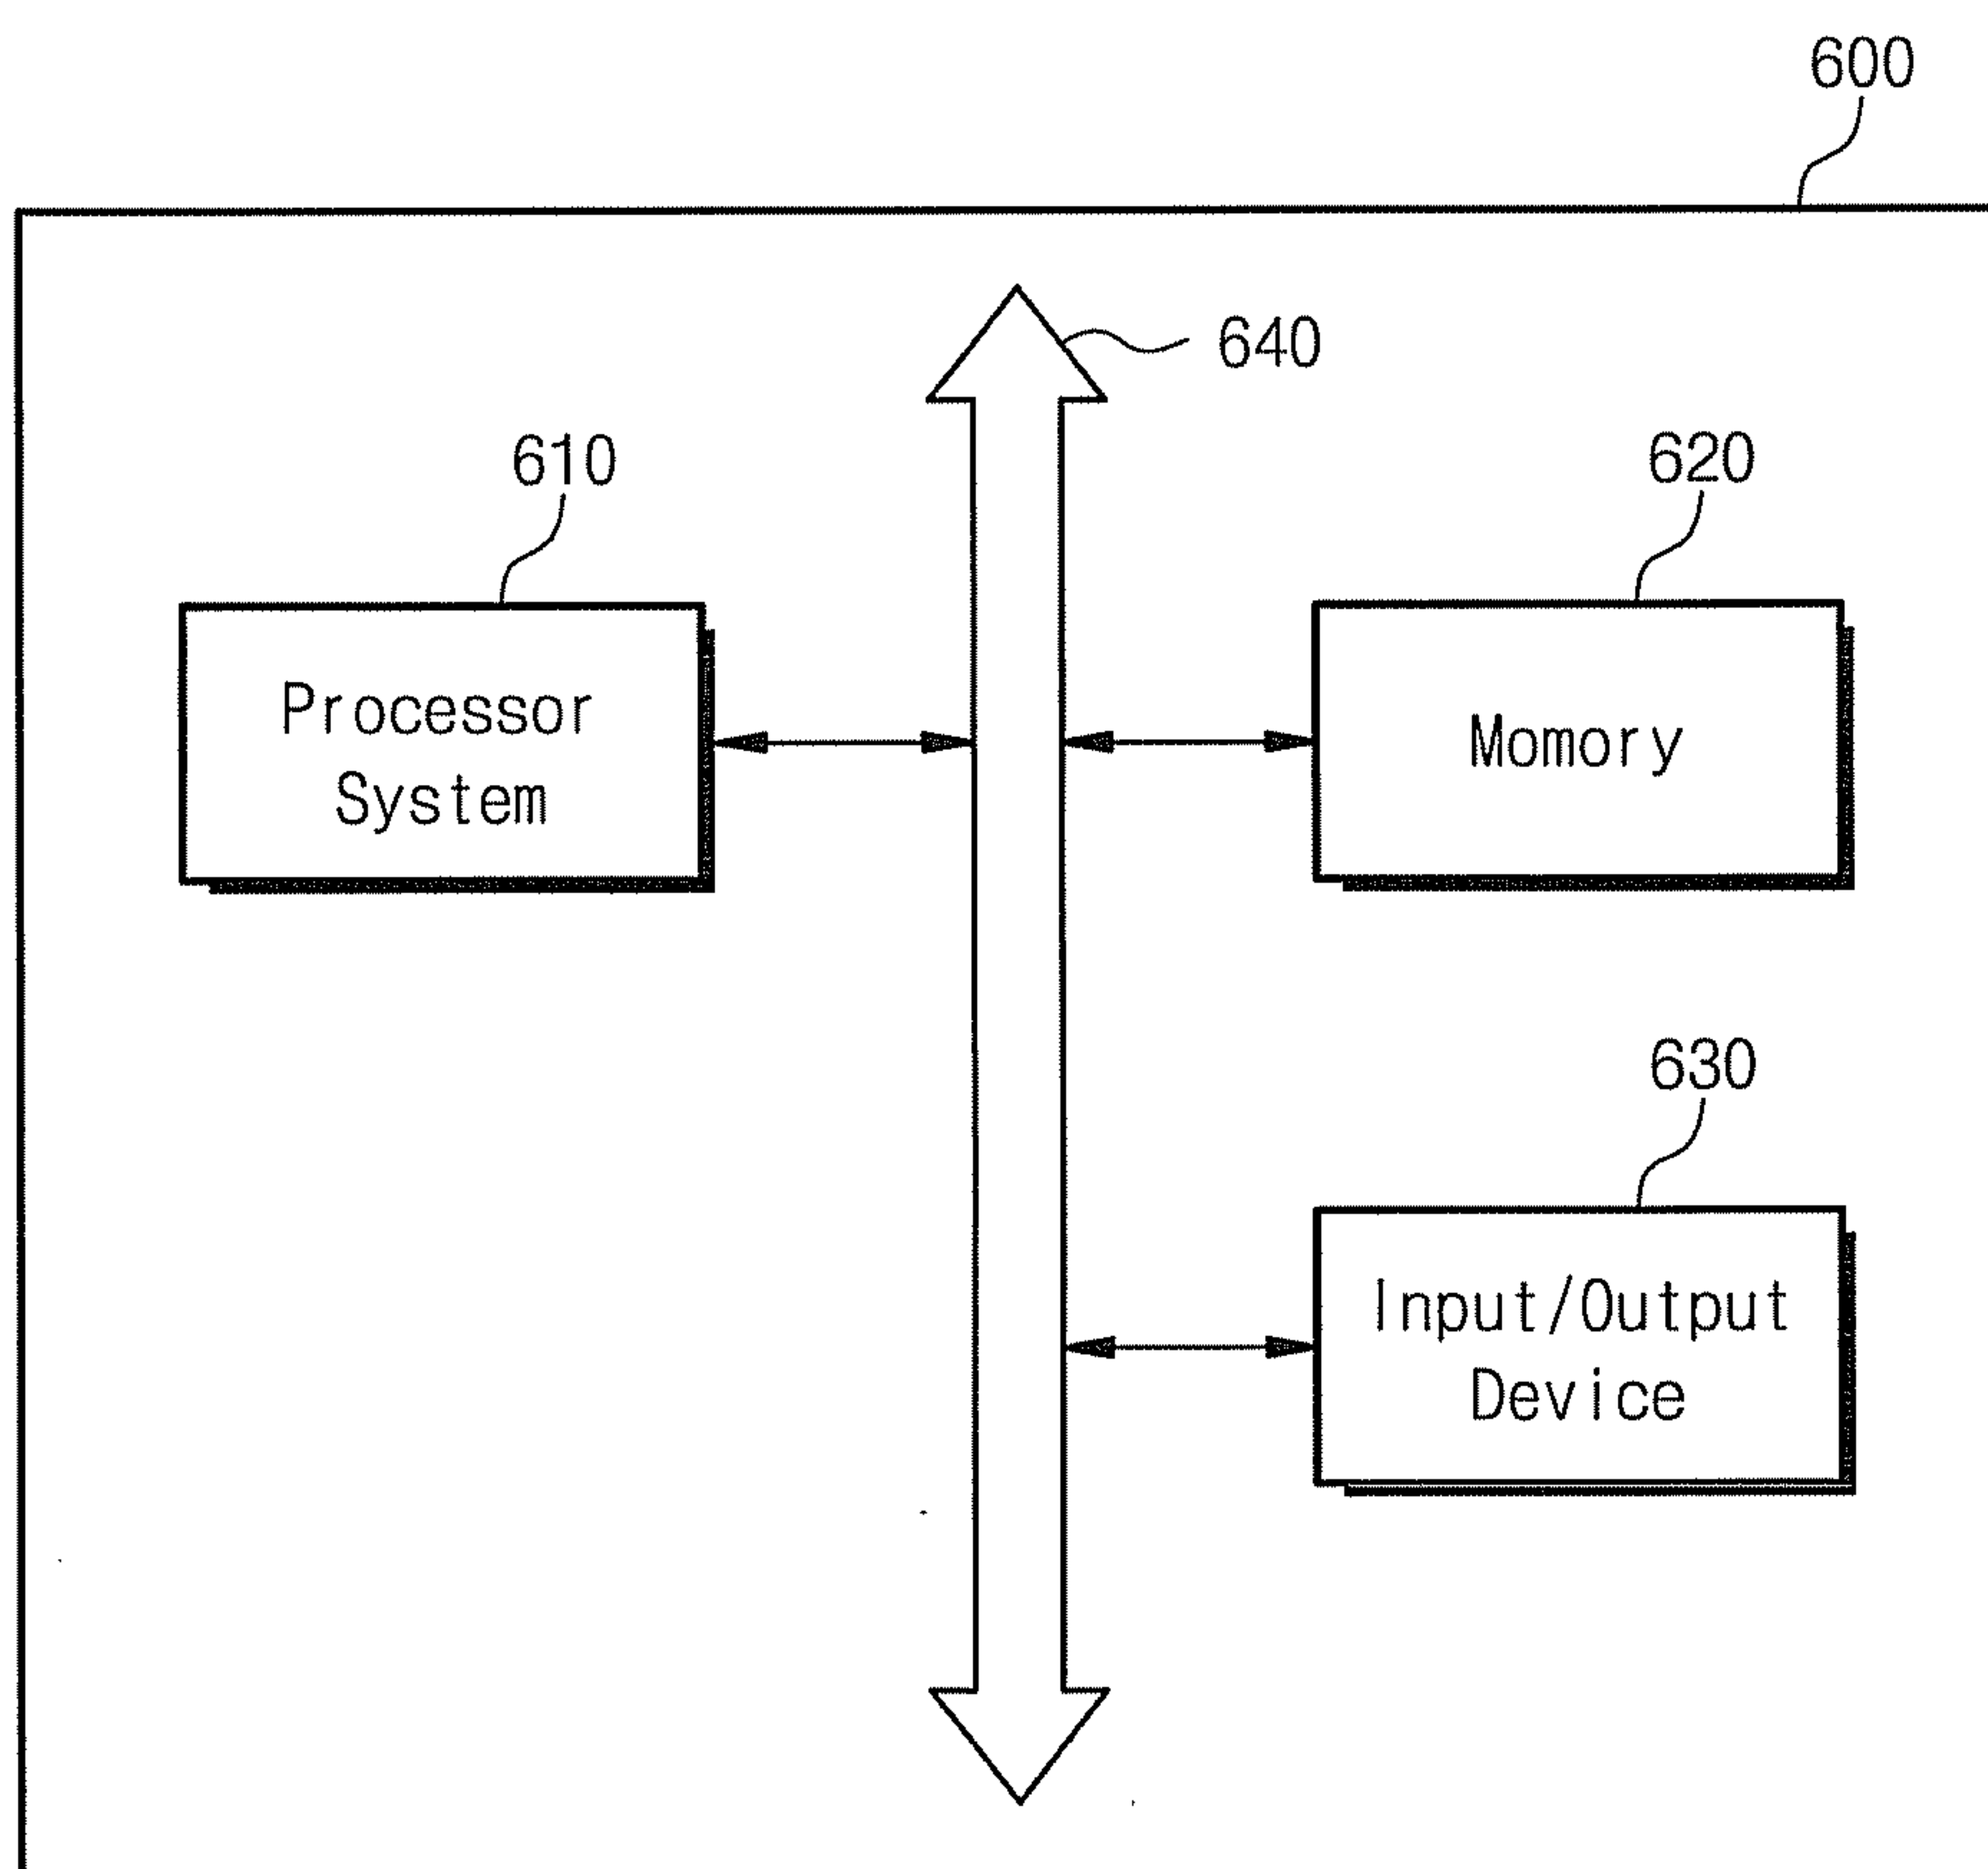 600
640
610
620
Processor
System
Momory
630
Input/Output
Device